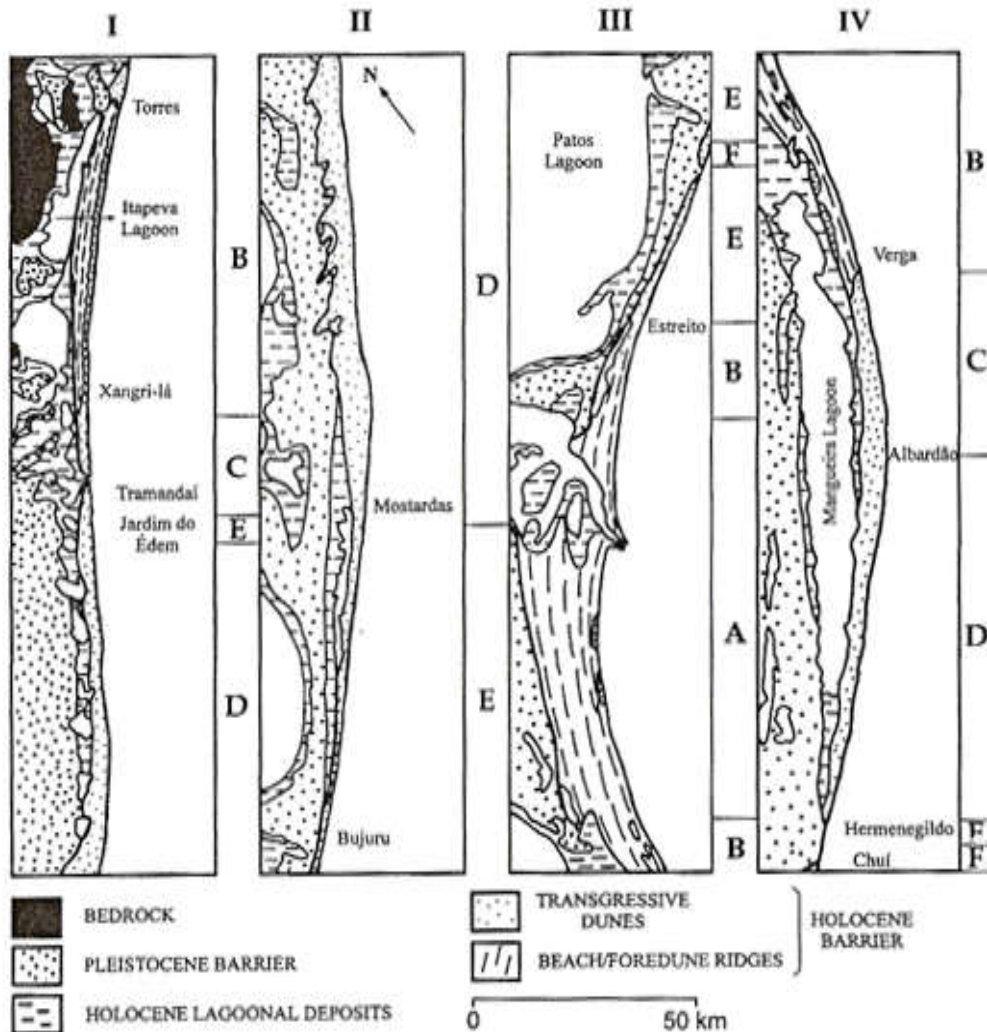 I
II
III
IV
N
Torres
Itapeva
Lagoon
Xangri-lá
Tramandaí
Jardim do
Édem
B
C
E
D
Mostardas
Bujuru
D
E
Patos
Lagoon
Estreito
E
F
E
B
A
B
Verga
Mangueira Lagoon
Albardão
Hermenegildo
Chuí
B
C
D
F
BEDROCK
PLEISTOCENE BARRIER
HOLOCENE LAGOONAL DEPOSITS
TRANSGRESSIVE
DUNES
BEACH/FOREDUNE RIDGES
HOLOCENE
BARRIER
0 50 km